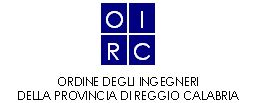 O I
R C
ORDINE DEGLI INGEGNERI
DELLA PROVINCIA DI REGGIO CALABRIA